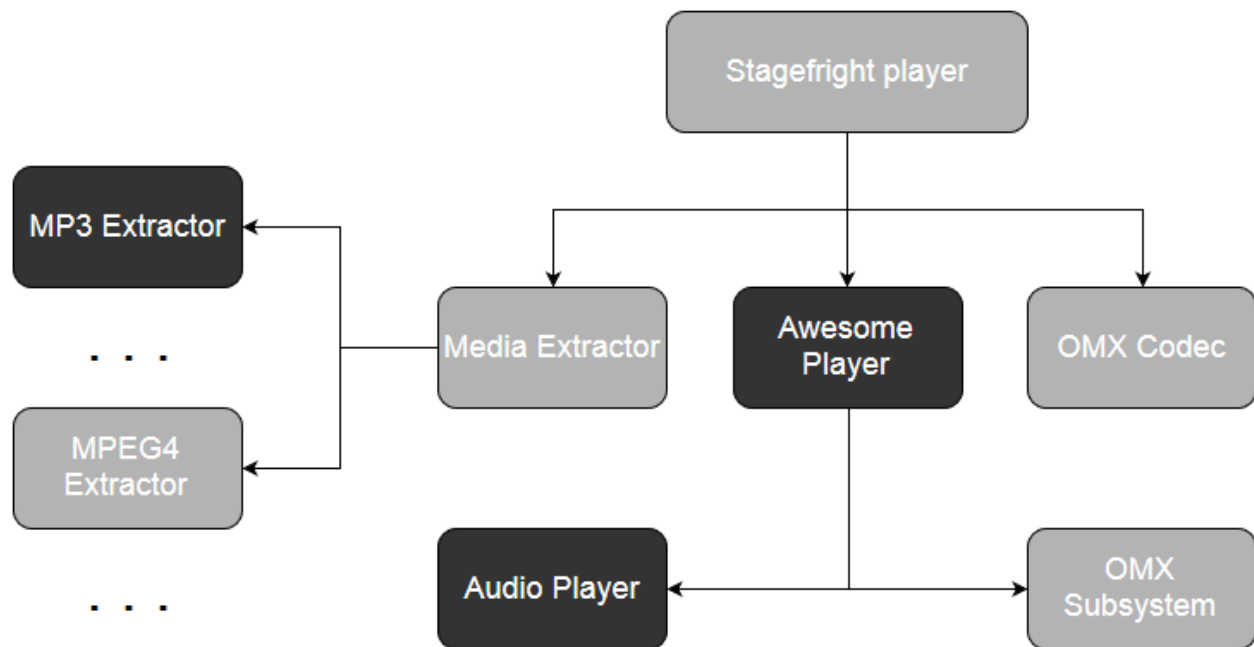 Stagefright player
MP3 Extractor
. . .
Media Extractor
Awesome
Player
OMX Codec
MPEG4
Extractor
. . .
Audio Player
OMX
Subsystem